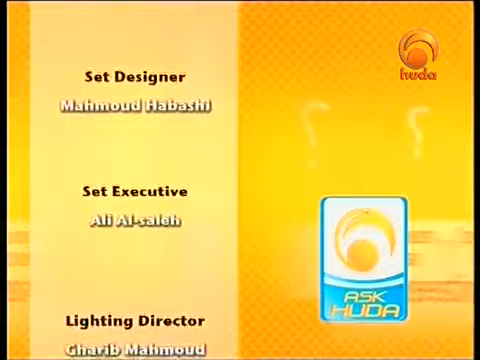 huda
Set Designer
Mahmoud Habashi
Set Executive
Ali Al-saleh
ASK
HUDA
Lighting Director
Gharib Mahmoud